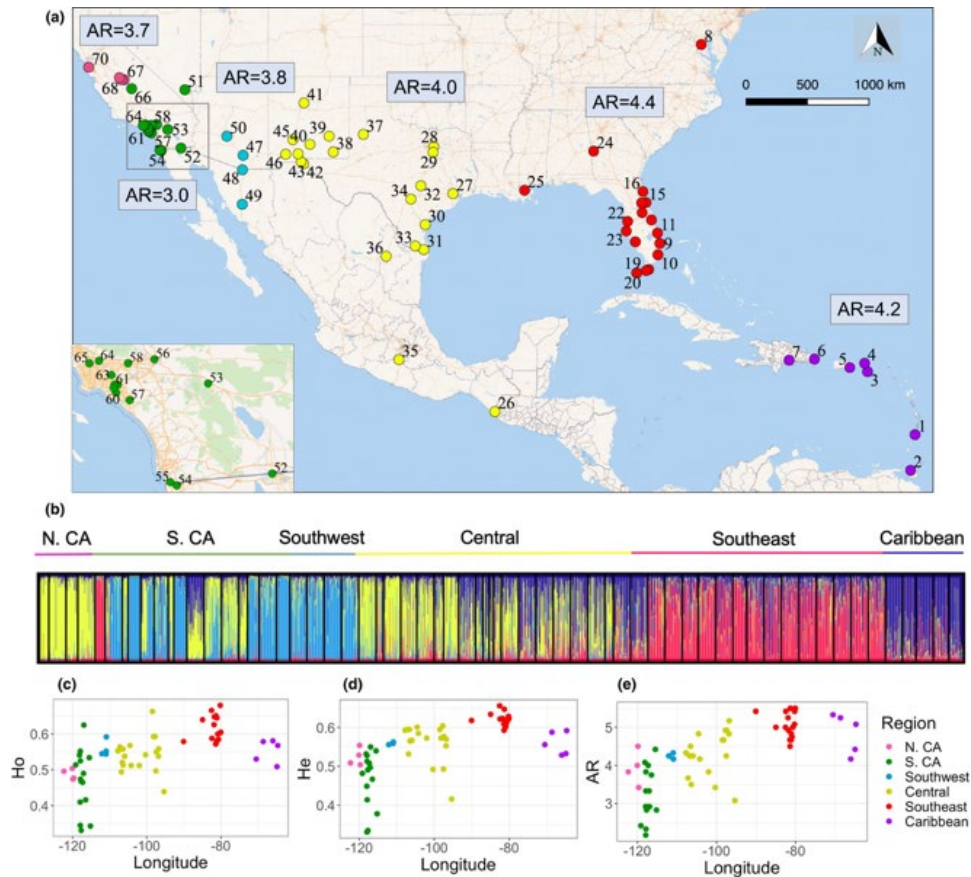 (a)
AR=3.7
AR=3.8
AR=4.0
AR=4.4
AR=4.2
AR=3.0
N
0 500 1000 km
8
70
67
68
66
51
41
64
58
61
53
57
54
52
50
47
48
49
45
40
39
38
37
46
43
42
28
29
34
32
27
30
33
31
36
35
26
24
25
16
15
22
11
23
9
10
19
20
7
6
5
4
3
1
2
65
64
58
56
63
61
60
57
53
55
54
52
(b)
N. CA S. CA Southwest Central Southeast Caribbean
(c)
Ho
0.6
0.5
0.4
-120 -100 -80
Longitude
(d)
He
0.6
0.5
0.4
-120 -100 -80
Longitude
(e)
AR
5
4
3
-120 -100 -80
Longitude
Region
N. CA
S. CA
Southwest
Central
Southeast
Caribbean